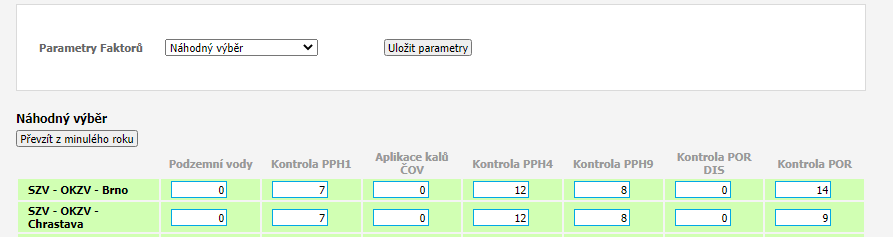 Parametry Faktorů Náhodný výběr Uložit parametry
Náhodný výběr
Převzít z minulého roku
Podzemní vody Kontrola PPH1 Aplikace kalů ČOV Kontrola PPH4 Kontrola PPH9 Kontrola POR DIS Kontrola POR
SZV - OKZV - Brno 0 7 0 12 8 0 14
SZV - OKZV - Chrastava 0 7 0 12 8 0 9